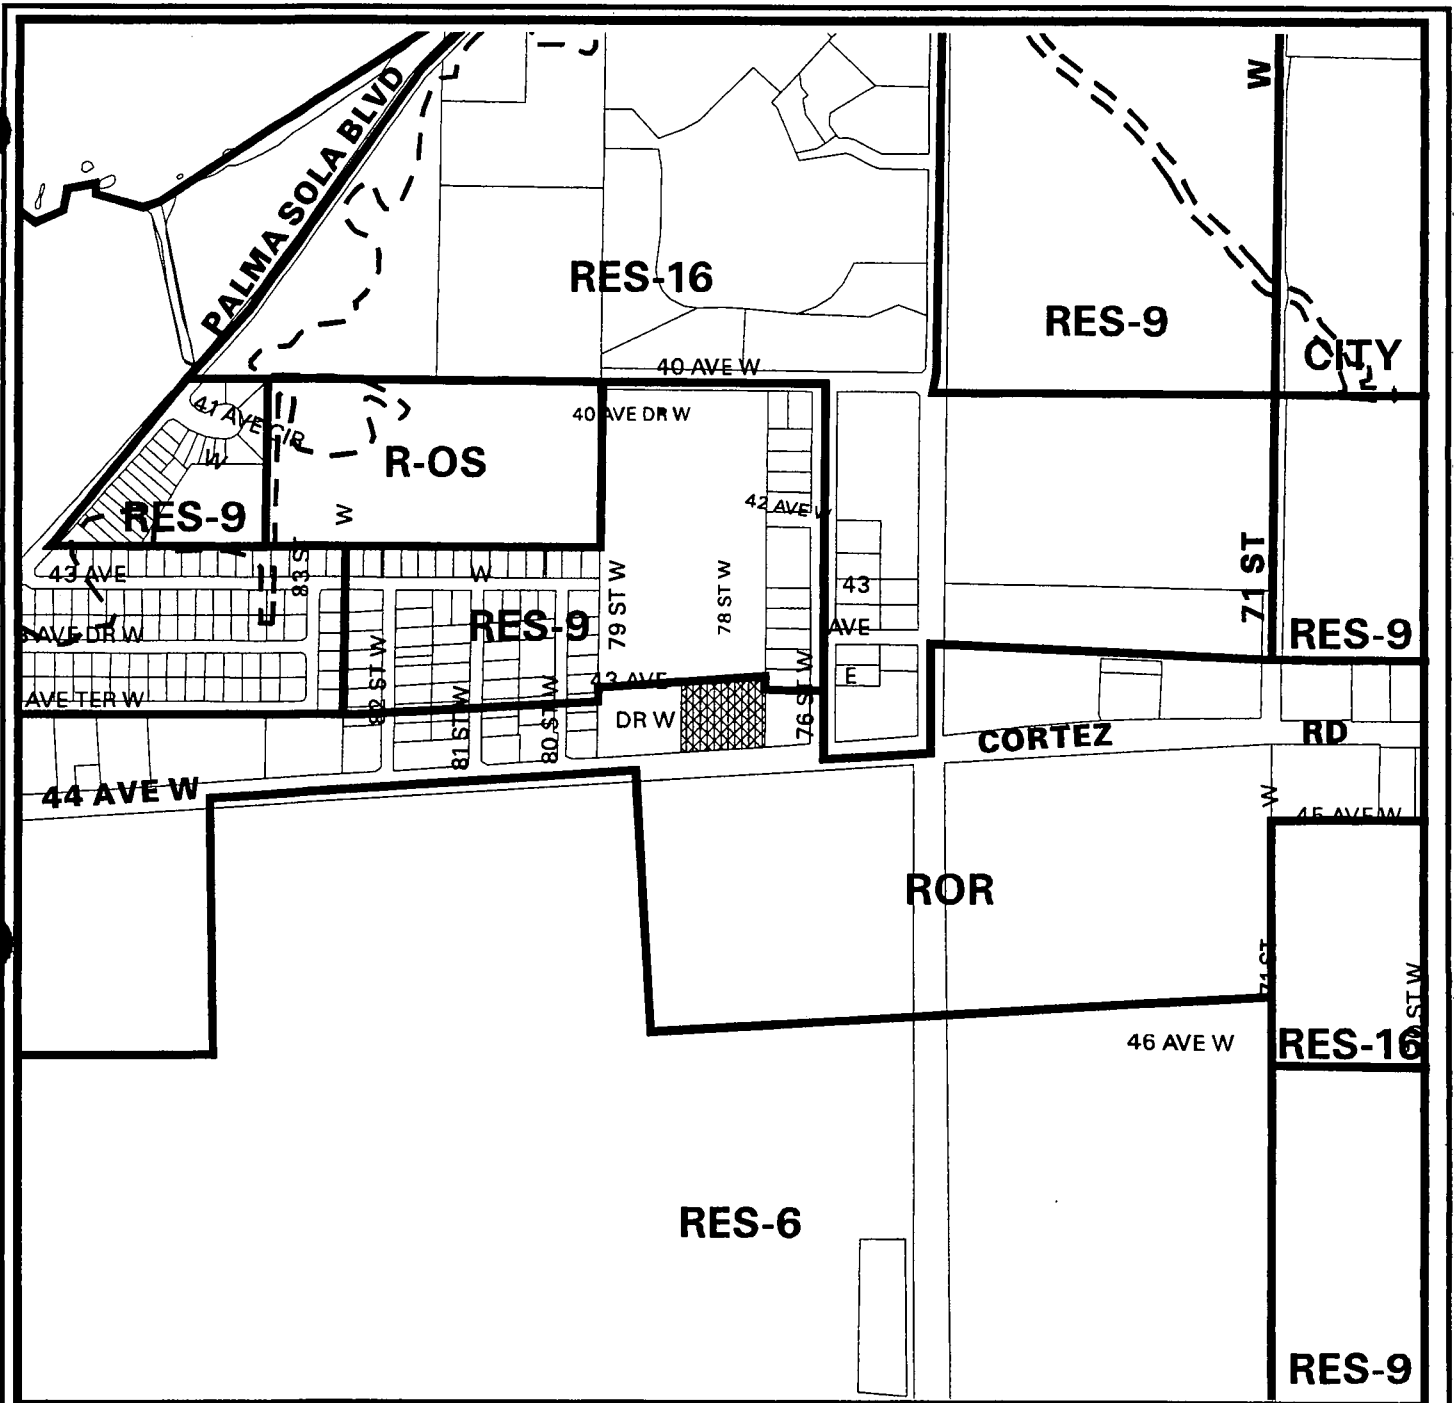 W
PALMA SOLA BLVD
RES-16
RES-9
CITY
40 AVE W
41 AVE CIR
W
40 AVE DR W
R-OS
RES-9
W
42 AVE W
43 AVE
83 ST
W
79 ST W
78 ST W
43
AVE
E
71 ST
RES-9
RES-9
AVE DR W
82 ST W
43 AVE
DR W
76 ST W
AVE TER W
81 ST W
80 ST W
CORTEZ
RD
44 AVE W
W
45 AVE W
ROR
71 ST
ST W
46 AVE W
RES-16
RES-6
RES-9